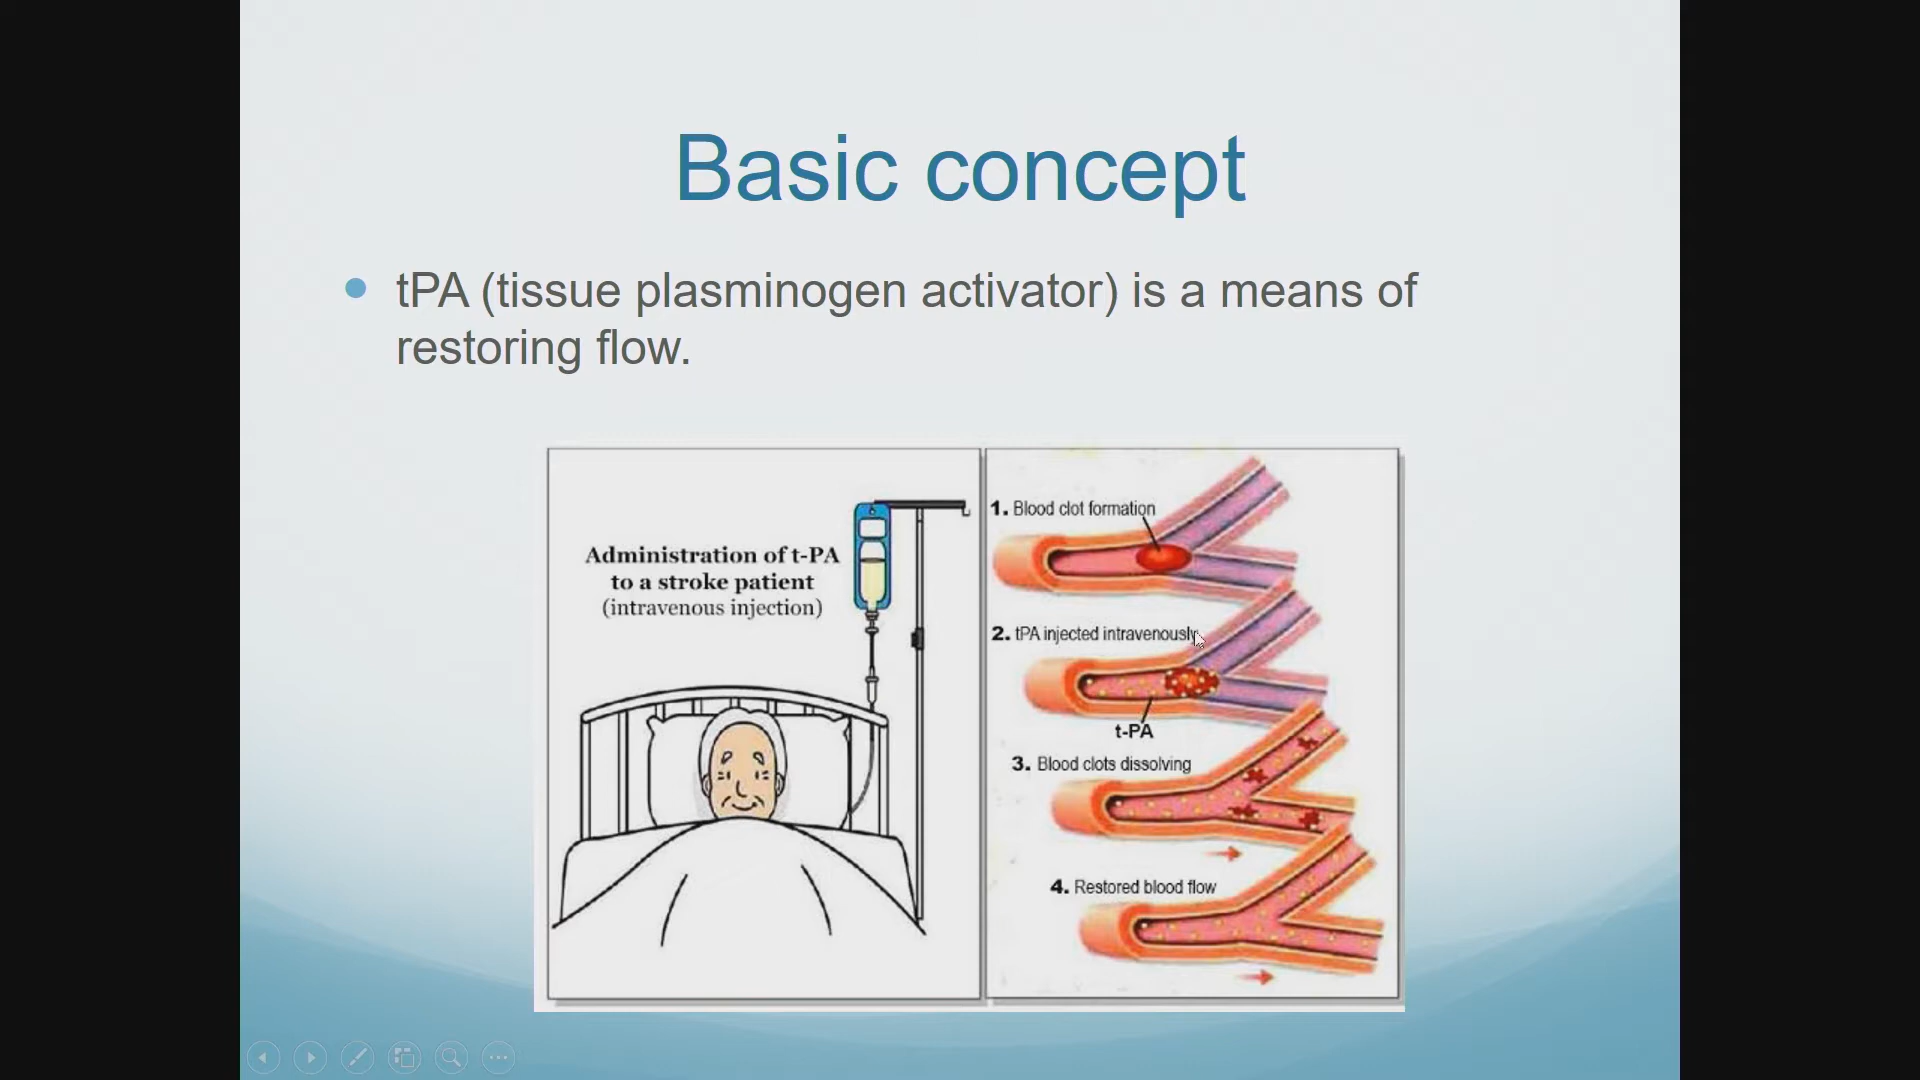 Basic concept
tPA (tissue plasminogen activator) is a means of
restoring flow.
Administration of t-PA
to a stroke patient
(intravenous injection)
1. Blood clot formation
2. tPA injected intravenously
t-PA
3. Blood clots dissolving
4. Restored blood flow